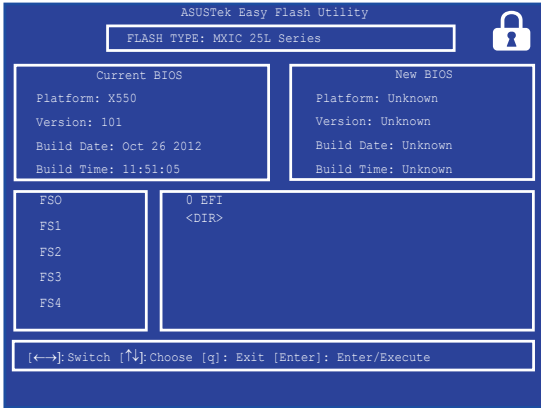 ASUSTek Easy Flash Utility
FLASH TYPE: MXIC 25L Series
Current BIOS
Platform: X550
Version: 101
Build Date: Oct 26 2012
Build Time: 11:51:05
New BIOS
Platform: Unknown
Version: Unknown
Build Date: Unknown
Build Time: Unknown
FSO
FS1
FS2
FS3
FS4
0 EFI
<DIR>
[←→]: Switch [↑↓]: Choose [q]: Exit [Enter]: Enter/Execute